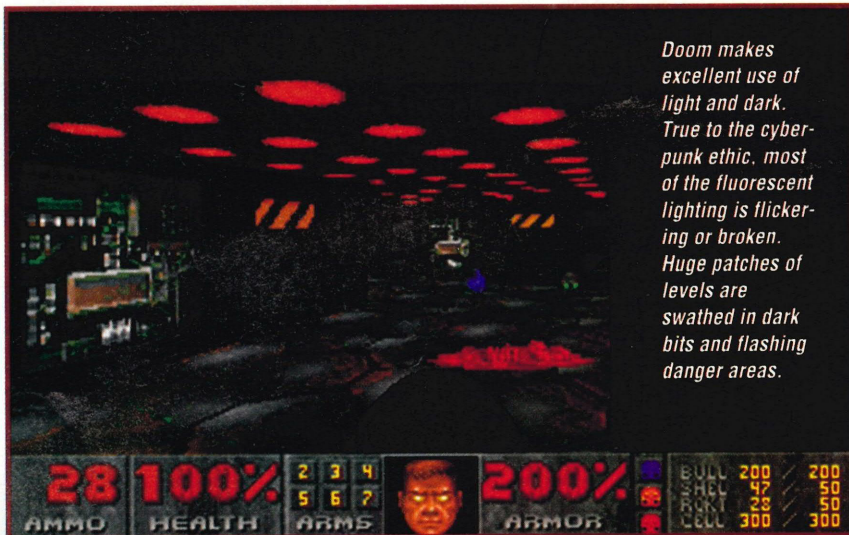 Doom makes
excellent use of
light and dark.
True to the cyber-
punk ethic, most
of the fluorescent
lighting is flicker-
ing or broken.
Huge patches of
levels are
swathed in dark
bits and flashing
danger areas.
28 100% 2 3 4 200% BULL 200 / 200
5 6 7 SHEL 47 / 50
RCKT 28 / 50
AMMO HEALTH ARMS ARMOR CELL 300 / 300